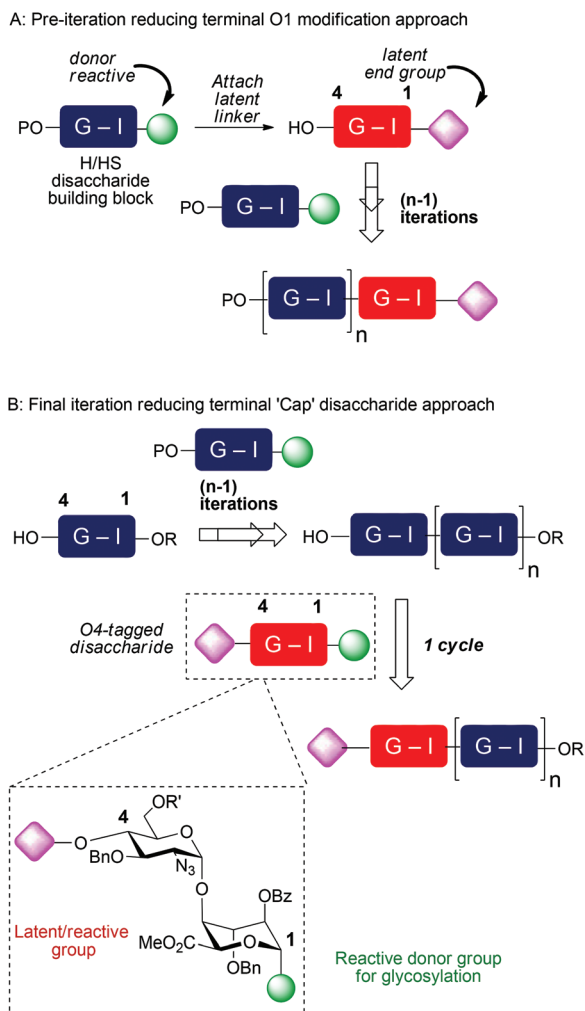 A: Pre-iteration reducing terminal O1 modification approach
donor
reactive
Attach
latent
linker
latent
end group
4 1
PO G – I
HO G – I
H/HS
disaccharide
building block
PO G – I
(n-1)
iterations
PO G – I G – I
n
B: Final iteration reducing terminal 'Cap' disaccharide approach
PO G – I
4 1
(n-1)
iterations
HO G – I OR
HO G – I G – I OR
n
O4-tagged
disaccharide
4 1
G – I
1 cycle
G – I G – I OR
n
OR'
4
O
O
BnO
N3
O
OBz
Latent/reactive
group
MeO2C
O
1
OBn
Reactive donor group
for glycosylation